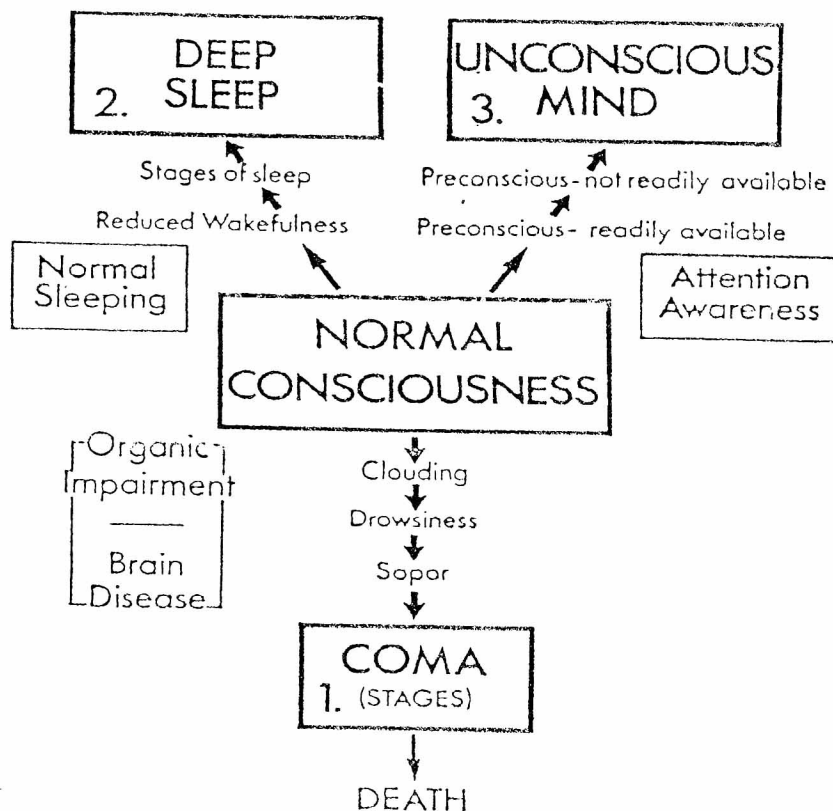 DEEP
SLEEP
2.
UNCONSCIOUS
MIND
3.
Stages of sleep
Reduced Wakefulness
Preconscious- not readily available
Preconscious- readily available
Normal
Sleeping
Attention
Awareness
NORMAL
CONSCIOUSNESS
Organic
Impairment
Brain
Disease
Clouding
Drowsiness
Sopor
COMA
1. (STAGES)
DEATH